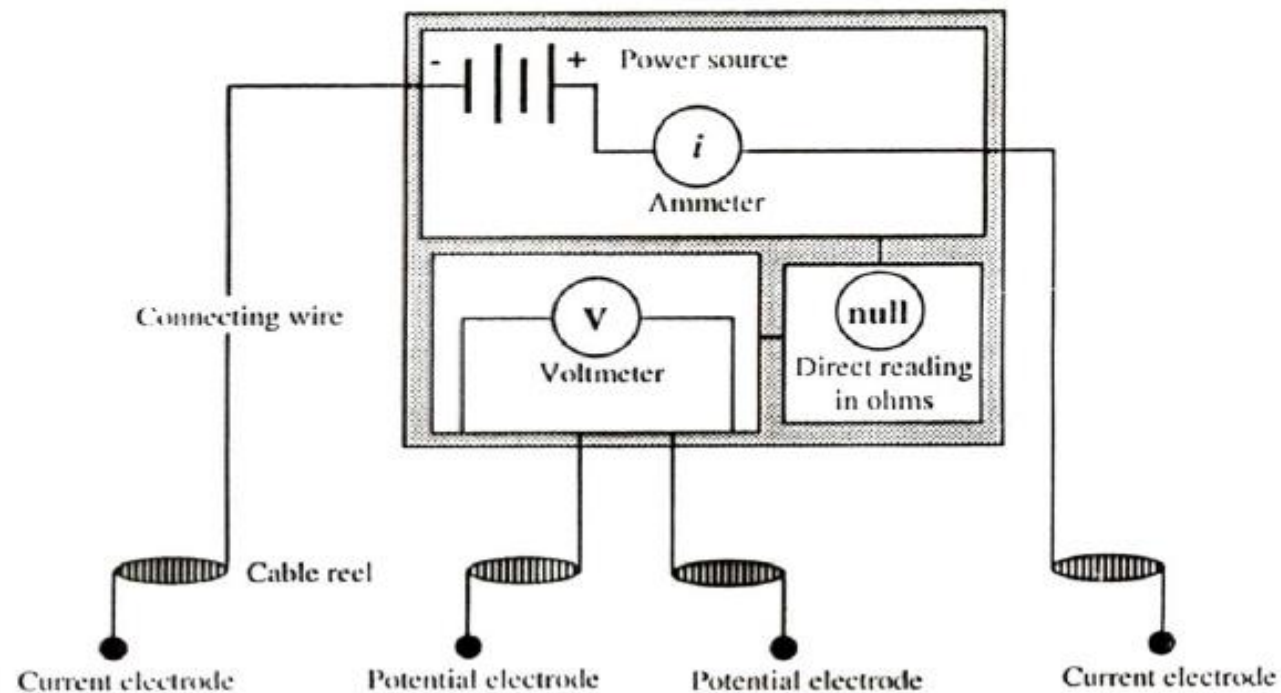 - + Power source
i
Ammeter
Connecting wire
V
Voltmeter
null
Direct reading
in ohms
Cable reel
Current electrode
Potential electrode
Potential electrode
Current electrode